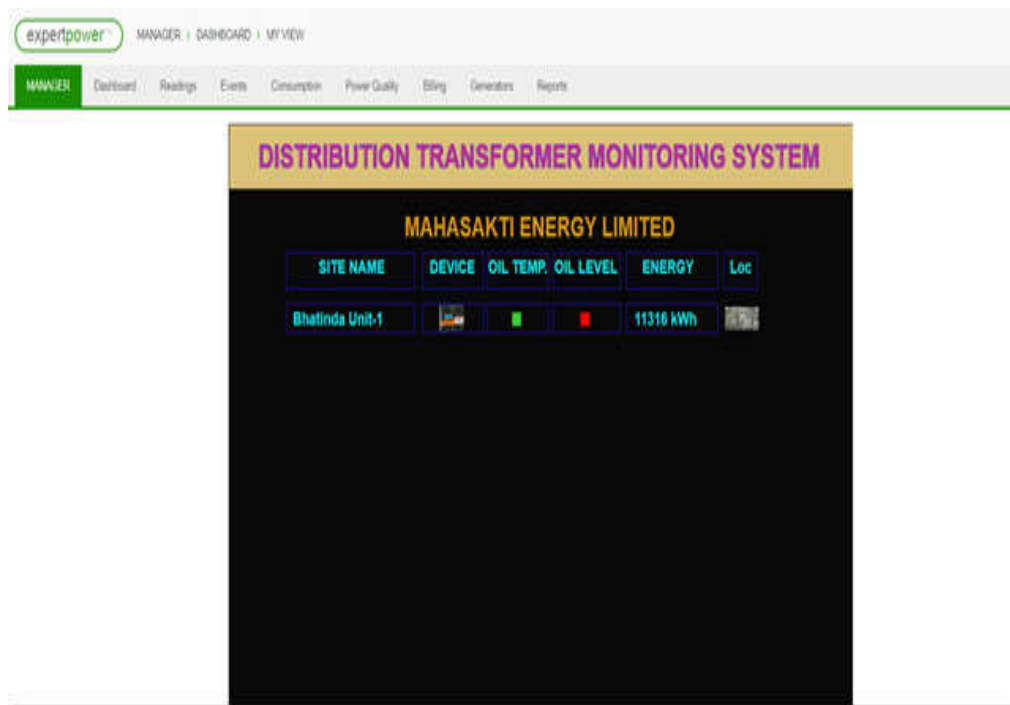 expertpower MANAGER › DASHBOARD › MY VIEW
MANAGER Dashboard Readings Events Consumption Power Quality Billing Generators Reports
DISTRIBUTION TRANSFORMER MONITORING SYSTEM
MAHASAKTI ENERGY LIMITED
SITE NAME DEVICE OIL TEMP. OIL LEVEL ENERGY Loc
Bhatinda Unit-1 11316 kWh